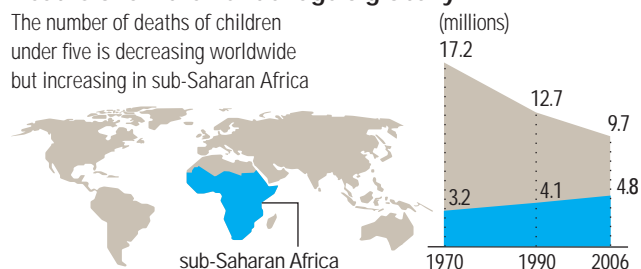 The number of deaths of children
under five is decreasing worldwide
but increasing in sub-Saharan Africa
(millions)
17.2
12.7
9.7
3.2
4.1
4.8
sub-Saharan Africa
1970
1990
2006